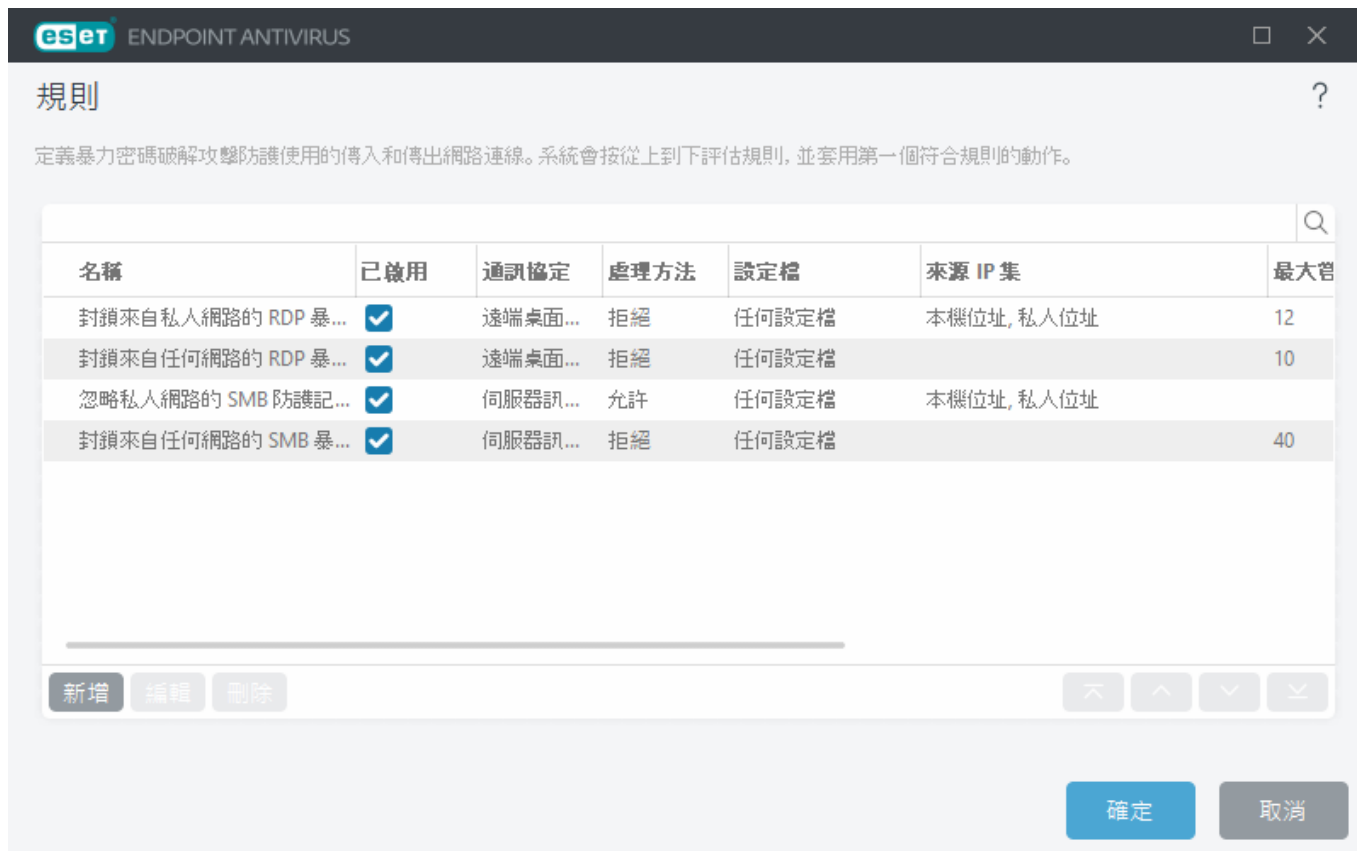 eset ENDPOINT ANTIVIRUS
規則
?
定義暴力密碼破解攻擊防護使用的傳入和傳出網路連線。系統會按從上到下評估規則, 並套用第一個符合規則的動作。
名稱 已啟用 通訊協定 處理方法 設定檔 來源 IP 集 最大嘗
封鎖來自私人網路的 RDP 暴... 遠端桌面... 拒絕 任何設定檔 本機位址, 私人位址 12
封鎖來自任何網路的 RDP 暴... 遠端桌面... 拒絕 任何設定檔 10
忽略私人網路的 SMB 防護記... 伺服器訊... 允許 任何設定檔 本機位址, 私人位址
封鎖來自任何網路的 SMB 暴... 伺服器訊... 拒絕 任何設定檔 40
新增 編輯 刪除
確定 取消